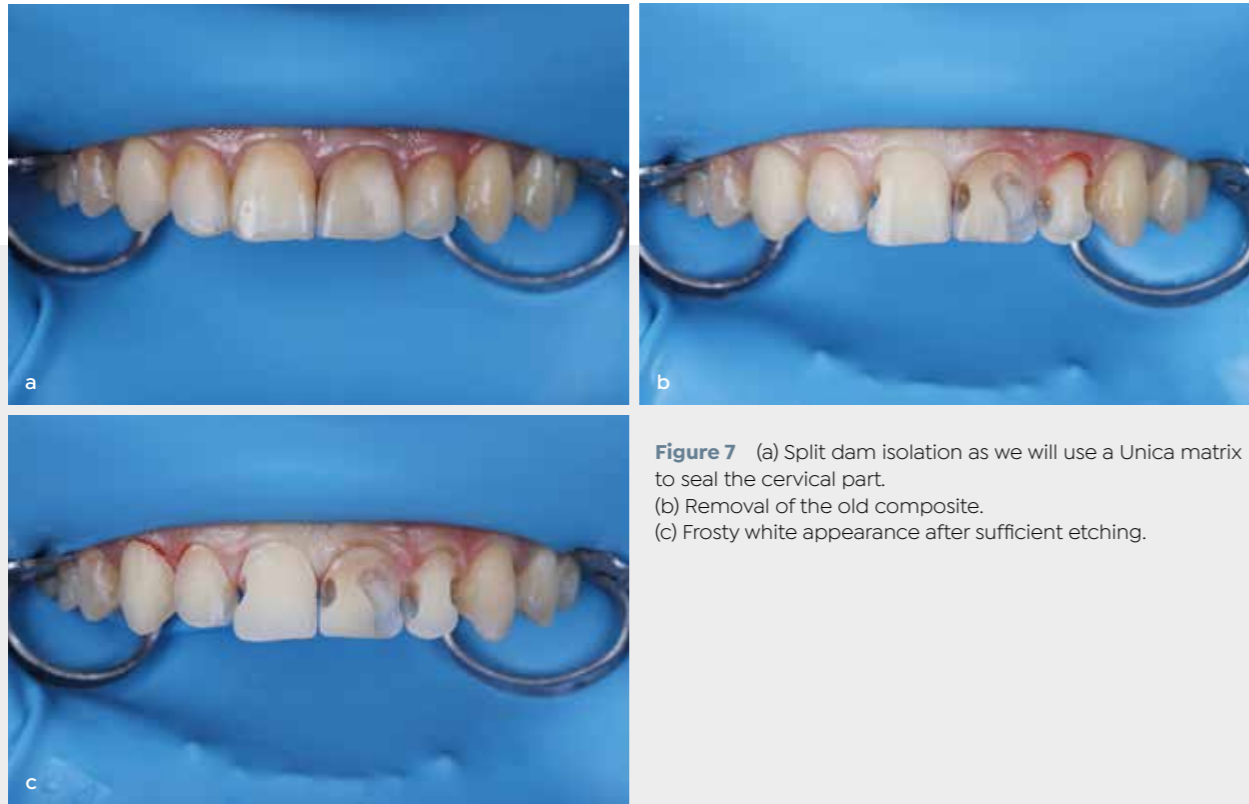 a
b
Figure 7 (a) Split dam isolation as we will use a Unica matrix
to seal the cervical part.
(b) Removal of the old composite.
(c) Frosty white appearance after sufficient etching.
c